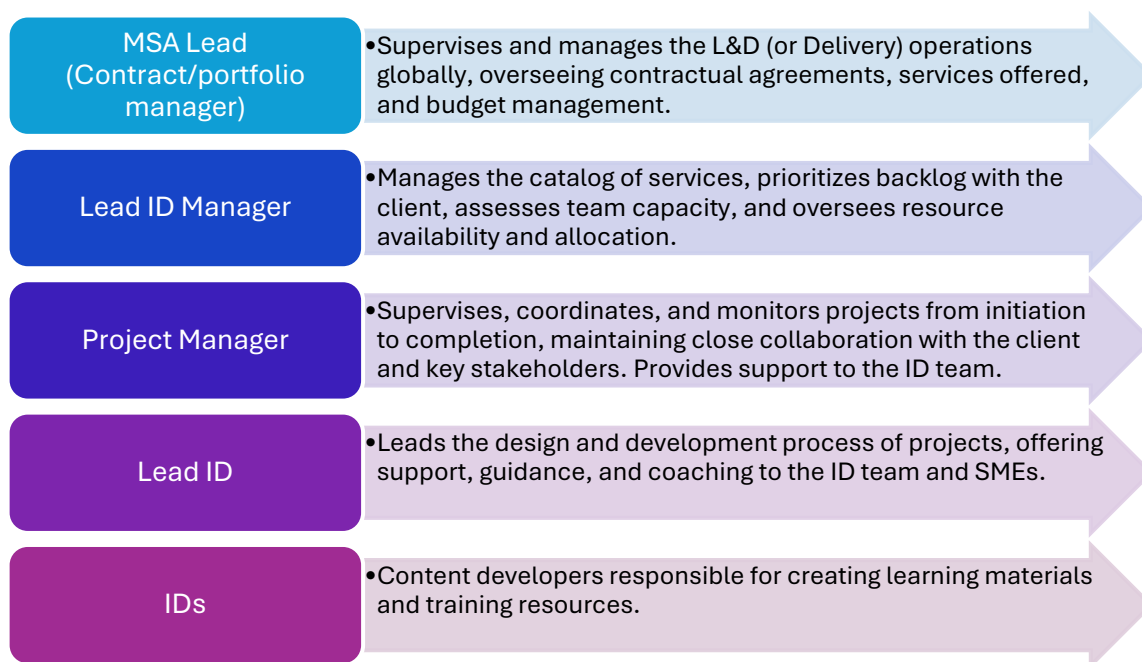 MSA Lead
(Contract/portfolio
manager)
•Supervises and manages the L&D (or Delivery) operations
globally, overseeing contractual agreements, services offered,
and budget management.
Lead ID Manager
•Manages the catalog of services, prioritizes backlog with the
client, assesses team capacity, and oversees resource
availability and allocation.
Project Manager
•Supervises, coordinates, and monitors projects from initiation
to completion, maintaining close collaboration with the client
and key stakeholders. Provides support to the ID team.
Lead ID
•Leads the design and development process of projects, offering
support, guidance, and coaching to the ID team and SMEs.
IDs
•Content developers responsible for creating learning materials
and training resources.